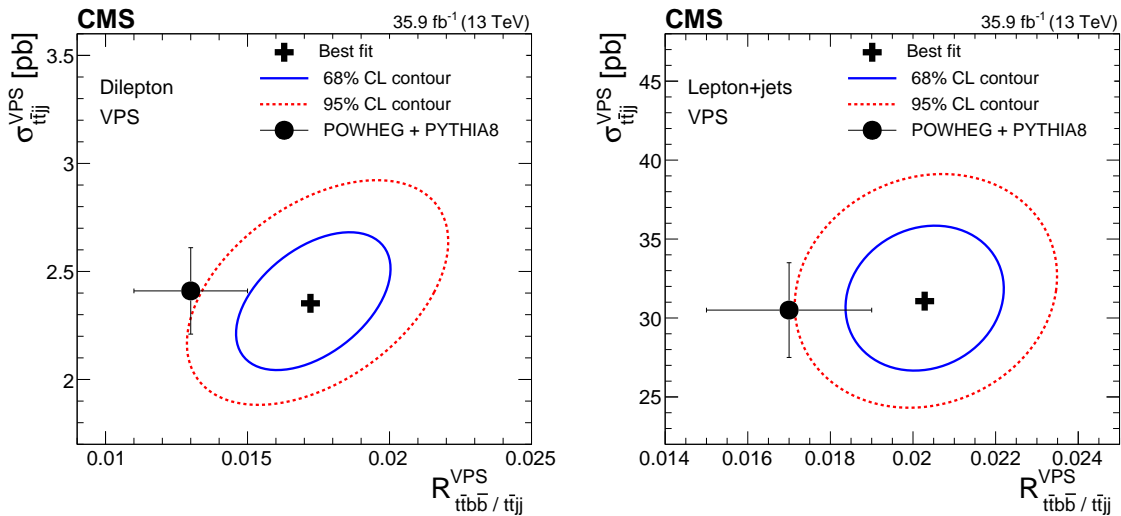 CMS
35.9 fb⁻¹ (13 TeV)
σ^VPS_tt̄jj [pb]
3.5
3
2.5
2
Dilepton
VPS
Best fit
68% CL contour
95% CL contour
POWHEG + PYTHIA8
0.01
0.015
0.02
0.025
R^VPS_tt̄bb̄ / tt̄jj
CMS
35.9 fb⁻¹ (13 TeV)
σ^VPS_tt̄jj [pb]
45
40
35
30
25
Lepton+jets
VPS
Best fit
68% CL contour
95% CL contour
POWHEG + PYTHIA8
0.014
0.016
0.018
0.02
0.022
0.024
R^VPS_tt̄bb̄ / tt̄jj